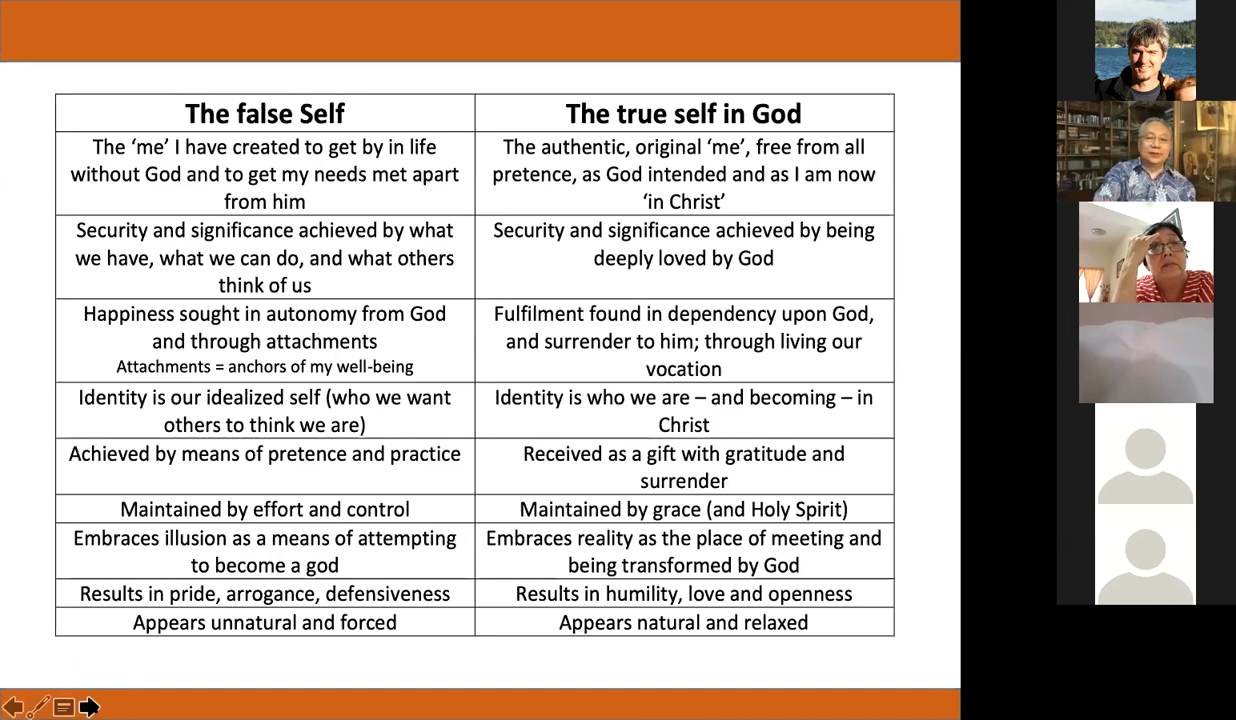 The false Self
The true self in God
The ‘me’ I have created to get by in life
without God and to get my needs met apart
from him
The authentic, original ‘me’, free from all
pretence, as God intended and as I am now
‘in Christ’
Security and significance achieved by what
we have, what we can do, and what others
think of us
Security and significance achieved by being
deeply loved by God
Happiness sought in autonomy from God
and through attachments
Attachments = anchors of my well-being
Fulfilment found in dependency upon God,
and surrender to him; through living our
vocation
Identity is our idealized self (who we want
others to think we are)
Identity is who we are – and becoming – in
Christ
Achieved by means of pretence and practice
Received as a gift with gratitude and
surrender
Maintained by effort and control
Maintained by grace (and Holy Spirit)
Embraces illusion as a means of attempting
to become a god
Embraces reality as the place of meeting and
being transformed by God
Results in pride, arrogance, defensiveness
Results in humility, love and openness
Appears unnatural and forced
Appears natural and relaxed